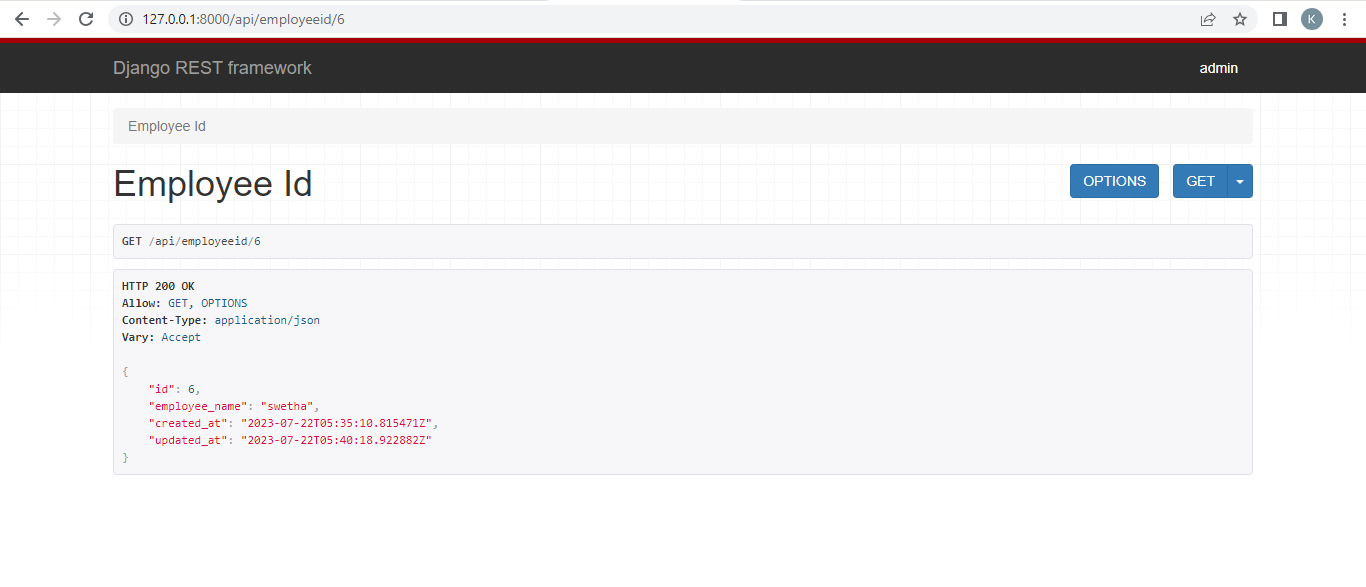 127.0.0.1:8000/api/employeeid/6
K
Django REST framework
admin
Employee Id
Employee Id
OPTIONS
GET
GET /api/employeeid/6
HTTP 200 OK
Allow: GET, OPTIONS
Content-Type: application/json
Vary: Accept
{
"id": 6,
"employee_name": "swetha",
"created_at": "2023-07-22T05:35:10.815471Z",
"updated_at": "2023-07-22T05:40:18.922882Z"
}